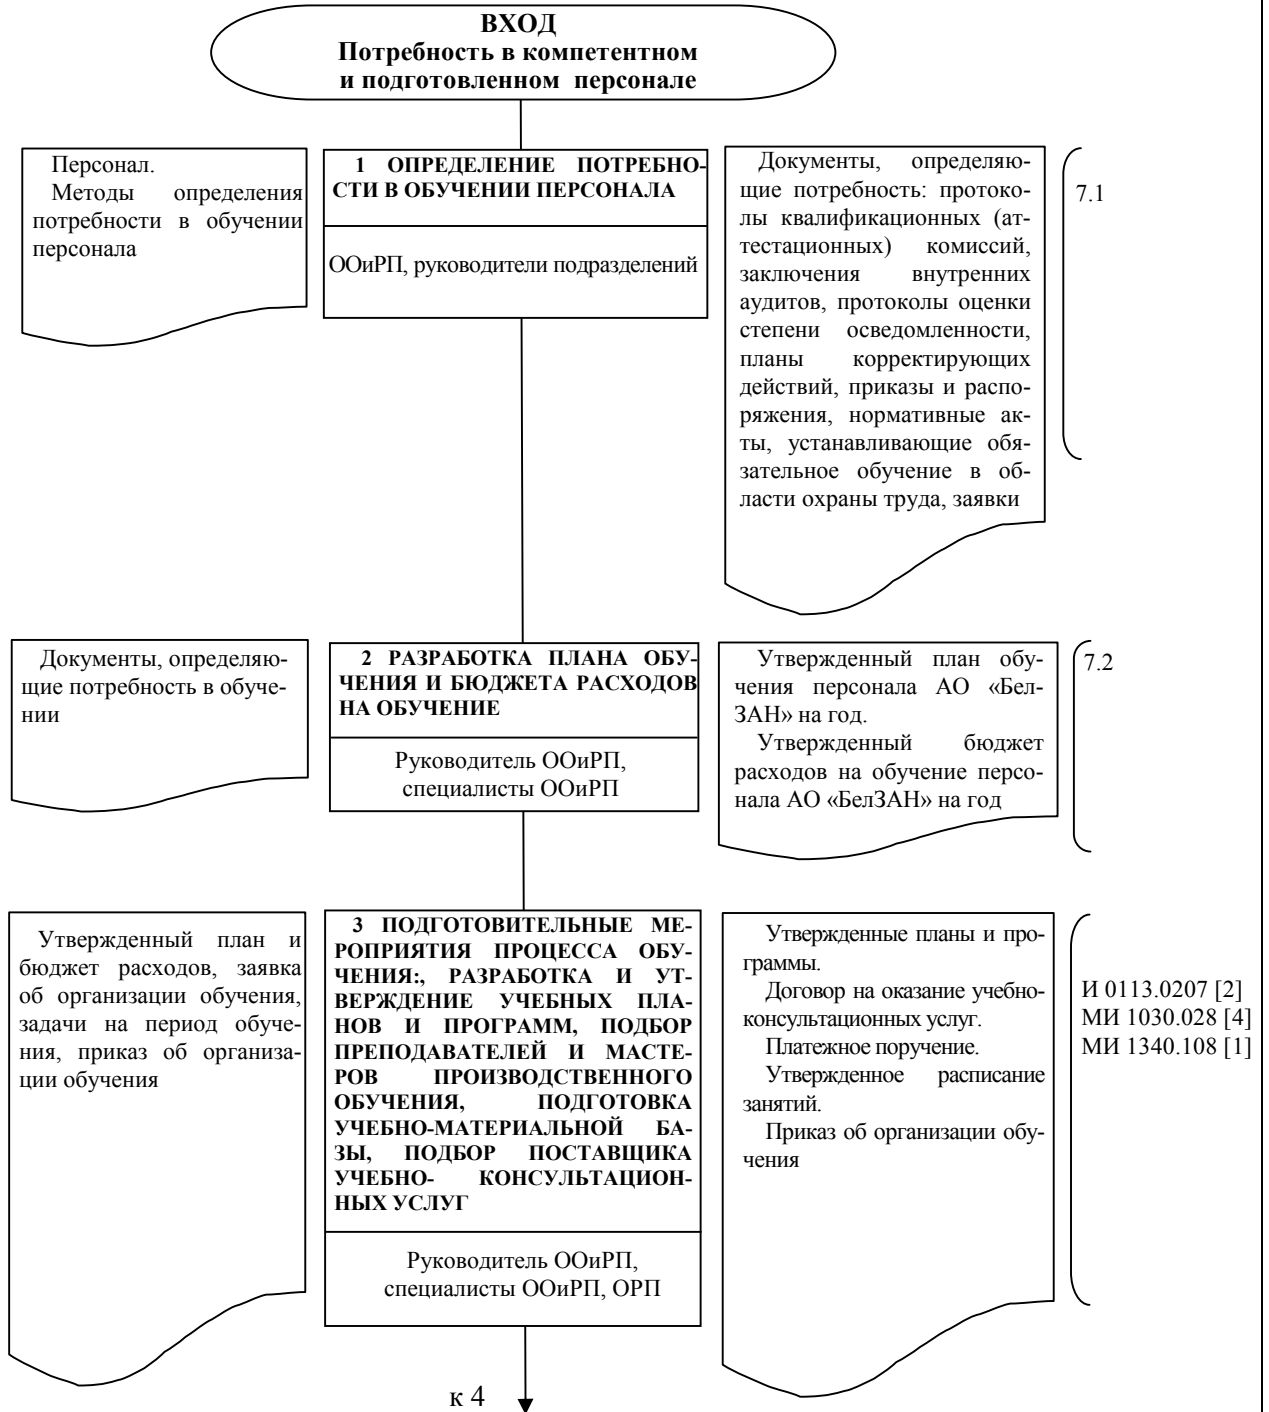 ВХОД
Потребность в компетентном
и подготовленном персонале
Персонал.
Методы определения
потребности в обучении
персонала
1 ОПРЕДЕЛЕНИЕ ПОТРЕБНО-
СТИ В ОБУЧЕНИИ ПЕРСОНАЛА
ООиРП, руководители подразделений
Документы, определяю-
щие потребность: протоко-
лы квалификационных (ат-
тестационных) комиссий,
заключения внутренних
аудитов, протоколы оценки
степени осведомленности,
планы корректирующих
действий, приказы и распо-
ряжения, нормативные ак-
ты, устанавливающие обя-
зательное обучение в об-
ласти охраны труда, заявки
7.1
Документы, определяю-
щие потребность в обуче-
нии
2 РАЗРАБОТКА ПЛАНА ОБУ-
ЧЕНИЯ И БЮДЖЕТА РАСХОДОВ
НА ОБУЧЕНИЕ
Руководитель ООиРП,
специалисты ООиРП
Утвержденный план обу-
чения персонала АО «Бел-
ЗАН» на год.
Утвержденный бюджет
расходов на обучение персо-
нала АО «БелЗАН» на год
7.2
Утвержденный план и
бюджет расходов, заявка
об организации обучения,
задачи на период обуче-
ния, приказ об организа-
ции обучения
3 ПОДГОТОВИТЕЛЬНЫЕ МЕ-
РОПРИЯТИЯ ПРОЦЕССА ОБУ-
ЧЕНИЯ:, РАЗРАБОТКА И УТ-
ВЕРЖДЕНИЕ УЧЕБНЫХ ПЛА-
НОВ И ПРОГРАММ, ПОДБОР
ПРЕПОДАВАТЕЛЕЙ И МАСТЕ-
РОВ ПРОИЗВОДСТВЕННОГО
ОБУЧЕНИЯ, ПОДГОТОВКА
УЧЕБНО-МАТЕРИАЛЬНОЙ БА-
ЗЫ, ПОДБОР ПОСТАВЩИКА
УЧЕБНО- КОНСУЛЬТАЦИОН-
НЫХ УСЛУГ
Руководитель ООиРП,
специалисты ООиРП, ОРП
Утвержденные планы и про-
граммы.
Договор на оказание учебно-
консультационных услуг.
Платежное поручение.
Утвержденное расписание
занятий.
Приказ об организации обу-
чения
И 0113.0207 [2]
МИ 1030.028 [4]
МИ 1340.108 [1]
к 4